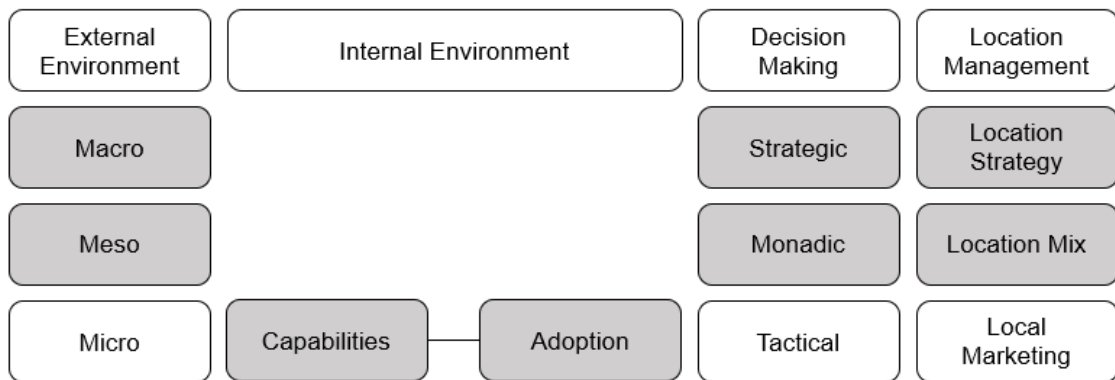 External
Environment
Internal Environment
Decision
Making
Location
Management
Macro
Strategic
Location
Strategy
Meso
Monadic
Location Mix
Micro
Capabilities
Adoption
Tactical
Local
Marketing